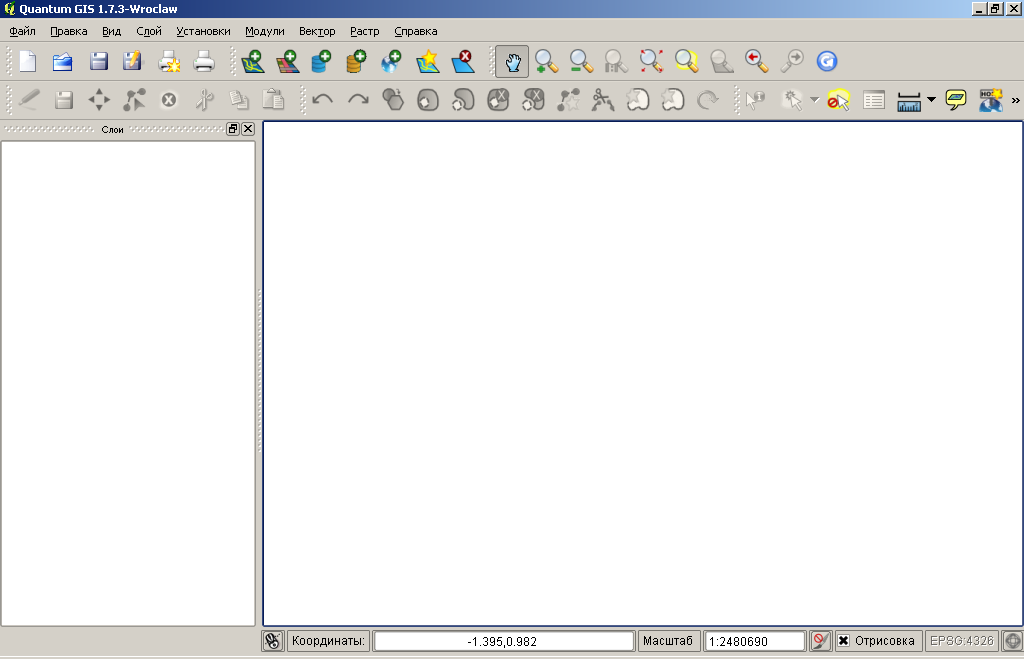 Quantum GIS 1.7.3-Wroclaw
Файл Правка Вид Слой Установки Модули Вектор Растр Справка
»
Слои
Координаты: -1.395,0.982 Масштаб 1:2480690 Отрисовка EPSG:4326